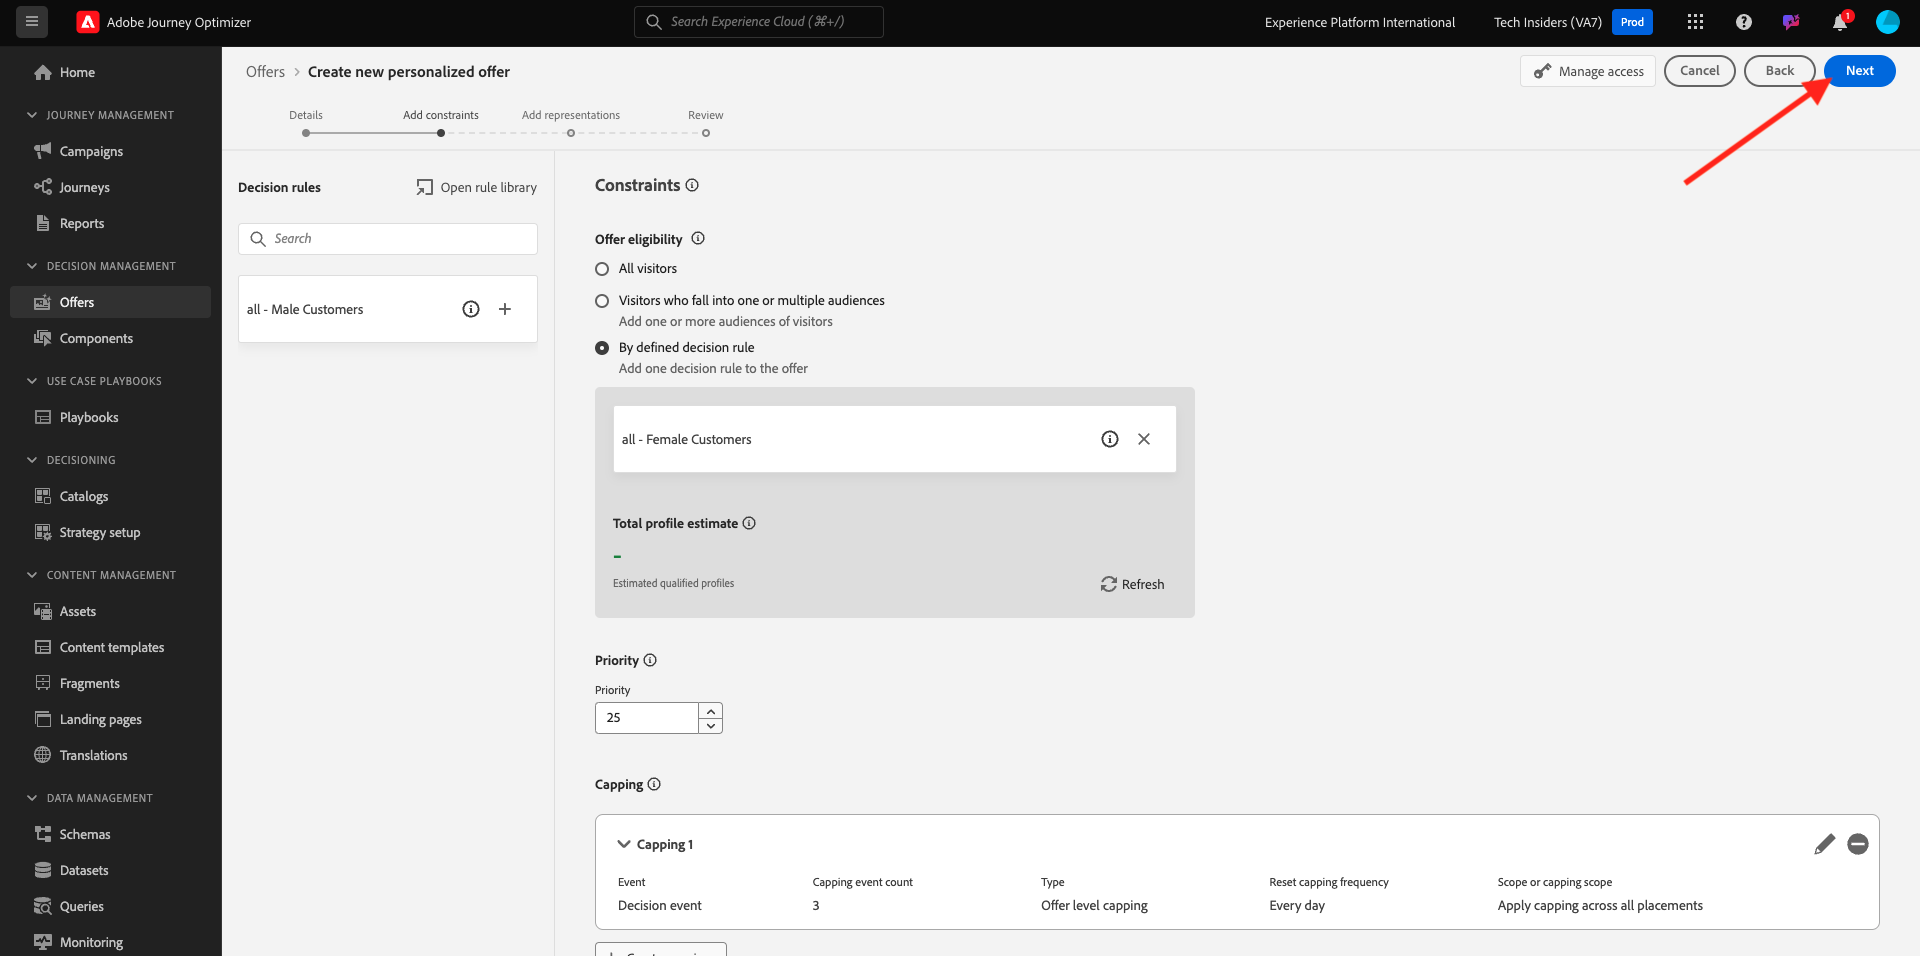 Adobe Journey Optimizer
Search Experience Cloud (⌘+/)
Experience Platform International
Tech Insiders (VA7)
Prod
1
Home
JOURNEY MANAGEMENT
Campaigns
Journeys
Reports
DECISION MANAGEMENT
Offers
Components
USE CASE PLAYBOOKS
Playbooks
DECISIONING
Catalogs
Strategy setup
CONTENT MANAGEMENT
Assets
Content templates
Fragments
Landing pages
Translations
DATA MANAGEMENT
Schemas
Datasets
Queries
Monitoring
Offers > Create new personalized offer
Manage access
Cancel
Back
Next
Details
Add constraints
Add representations
Review
Decision rules
Open rule library
Search
all - Male Customers
Constraints
Offer eligibility
All visitors
Visitors who fall into one or multiple audiences
Add one or more audiences of visitors
By defined decision rule
Add one decision rule to the offer
all - Female Customers
Total profile estimate
-
Estimated qualified profiles
Refresh
Priority
Priority
25
Capping
Capping 1
Event
Capping event count
Type
Reset capping frequency
Scope or capping scope
Decision event
3
Offer level capping
Every day
Apply capping across all placements